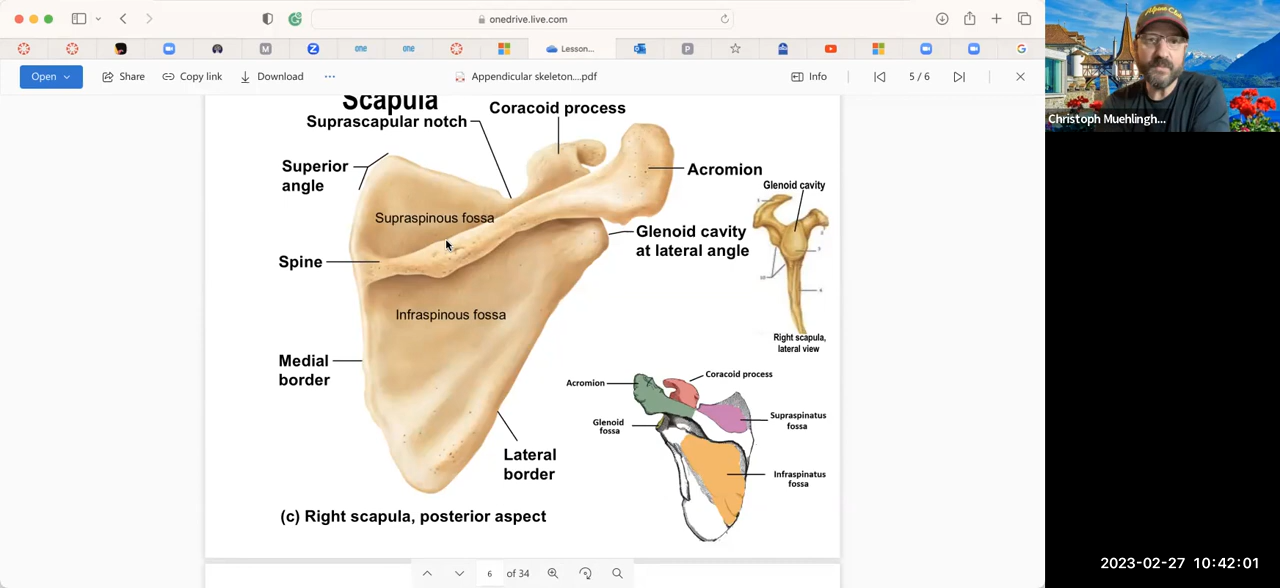 onedrive.live.com
Lesson...
Open
Share
Copy link
Download
Appendicular skeleton....pdf
Info
5 / 6
Christoph Muehlingh...
Scapula
Coracoid process
Suprascapular notch
Superior
angle
Acromion
Glenoid cavity
Supraspinous fossa
Glenoid cavity
at lateral angle
Spine
Infraspinous fossa
Right scapula,
lateral view
Medial
border
Coracoid process
Acromion
Supraspinatus
fossa
Glenoid
fossa
Lateral
border
Infraspinatus
fossa
(c) Right scapula, posterior aspect
6 of 34
2023-02-27 10:42:01